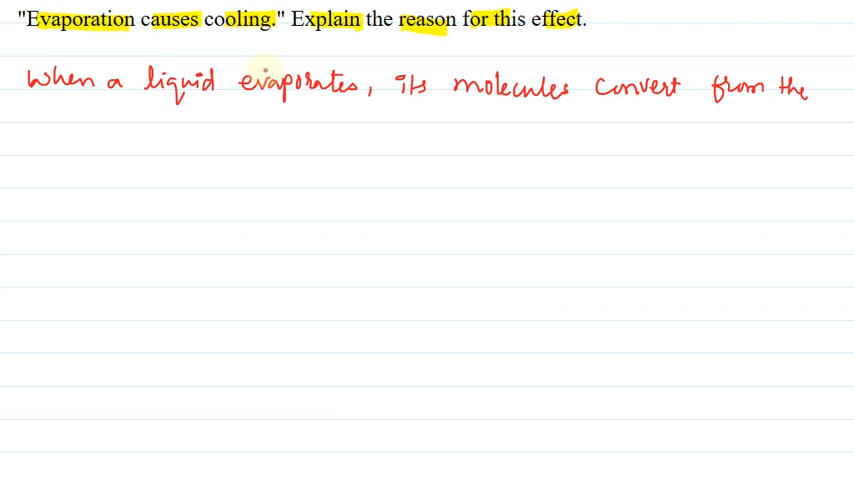 "Evaporation causes cooling." Explain the reason for this effect.
When a liquid evaporates, its molecules convert from the